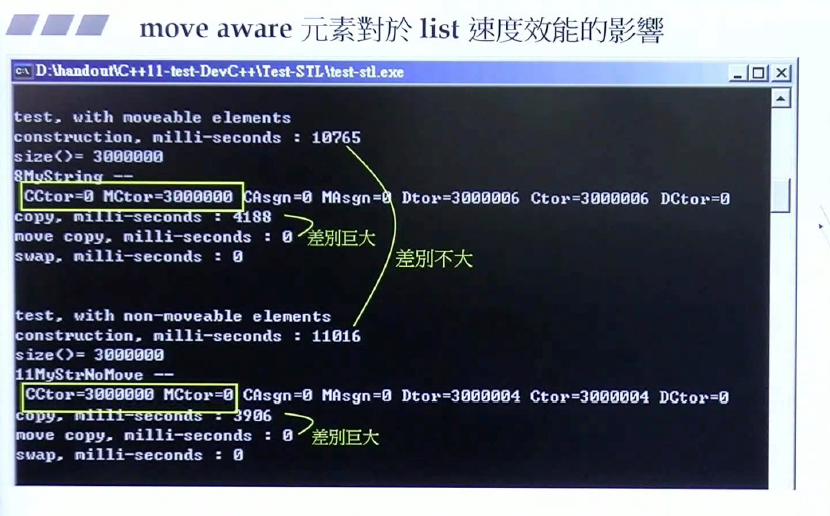 move aware 元素對於 list 速度效能的影響
D:\handout\C++11-test-DevC++\Test-STL\test-stl.exe
test, with moveable elements
construction, milli-seconds : 10765
size()= 3000000
8MyString --
CCtor=0 MCtor=3000000 CAsgn=0 MAsgn=0 Dtor=3000006 Ctor=3000006 DCtor=0
copy, milli-seconds : 4188
move copy, milli-seconds : 0 差別巨大
swap, milli-seconds : 0
差別不大
test, with non-moveable elements
construction, milli-seconds : 11016
size()= 3000000
11MyStrNoMove --
CCtor=3000000 MCtor=0 CAsgn=0 MAsgn=0 Dtor=3000004 Ctor=3000004 DCtor=0
copy, milli-seconds : 3906
move copy, milli-seconds : 0 差別巨大
swap, milli-seconds : 0